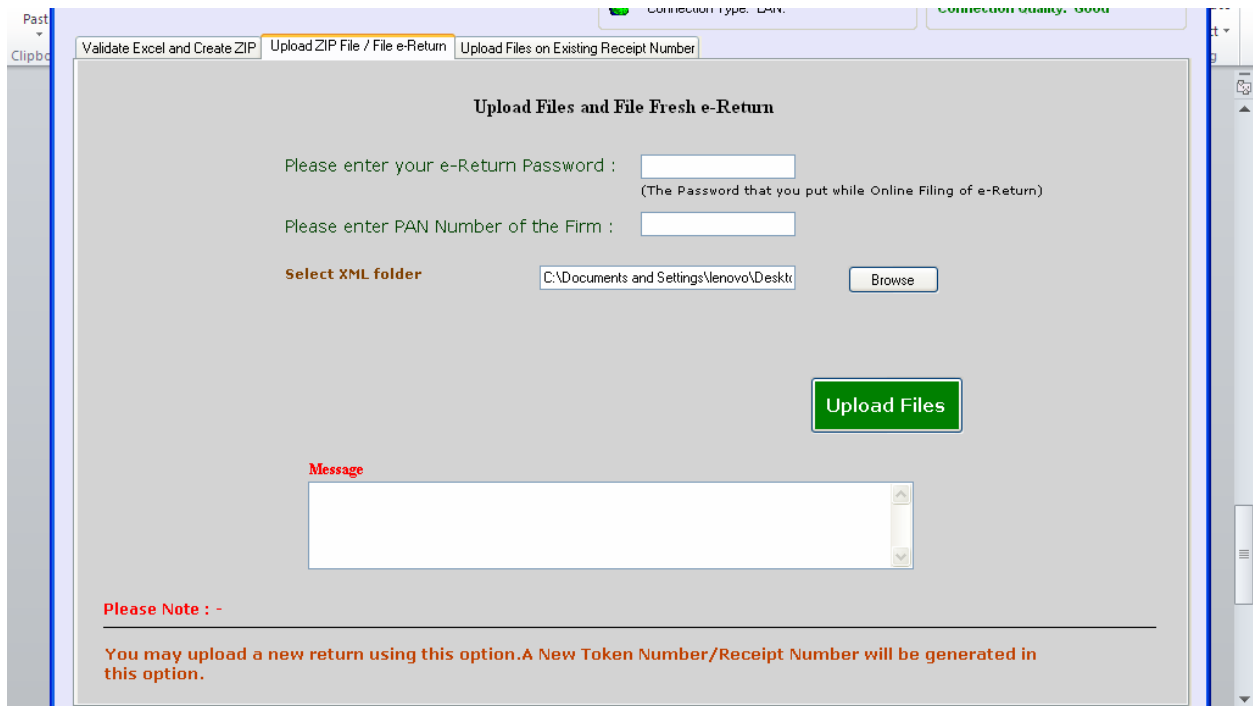 Past
Clipbo
Connection Type: LAN.
Connection Quality: Good
Validate Excel and Create ZIP
Upload ZIP File / File e-Return
Upload Files on Existing Receipt Number
Upload Files and File Fresh e-Return
Please enter your e-Return Password :
(The Password that you put while Online Filing of e-Return)
Please enter PAN Number of the Firm :
Select XML folder
C:\Documents and Settings\lenovo\Deskto
Browse
Upload Files
Message
Please Note : -
You may upload a new return using this option.A New Token Number/Receipt Number will be generated in
this option.